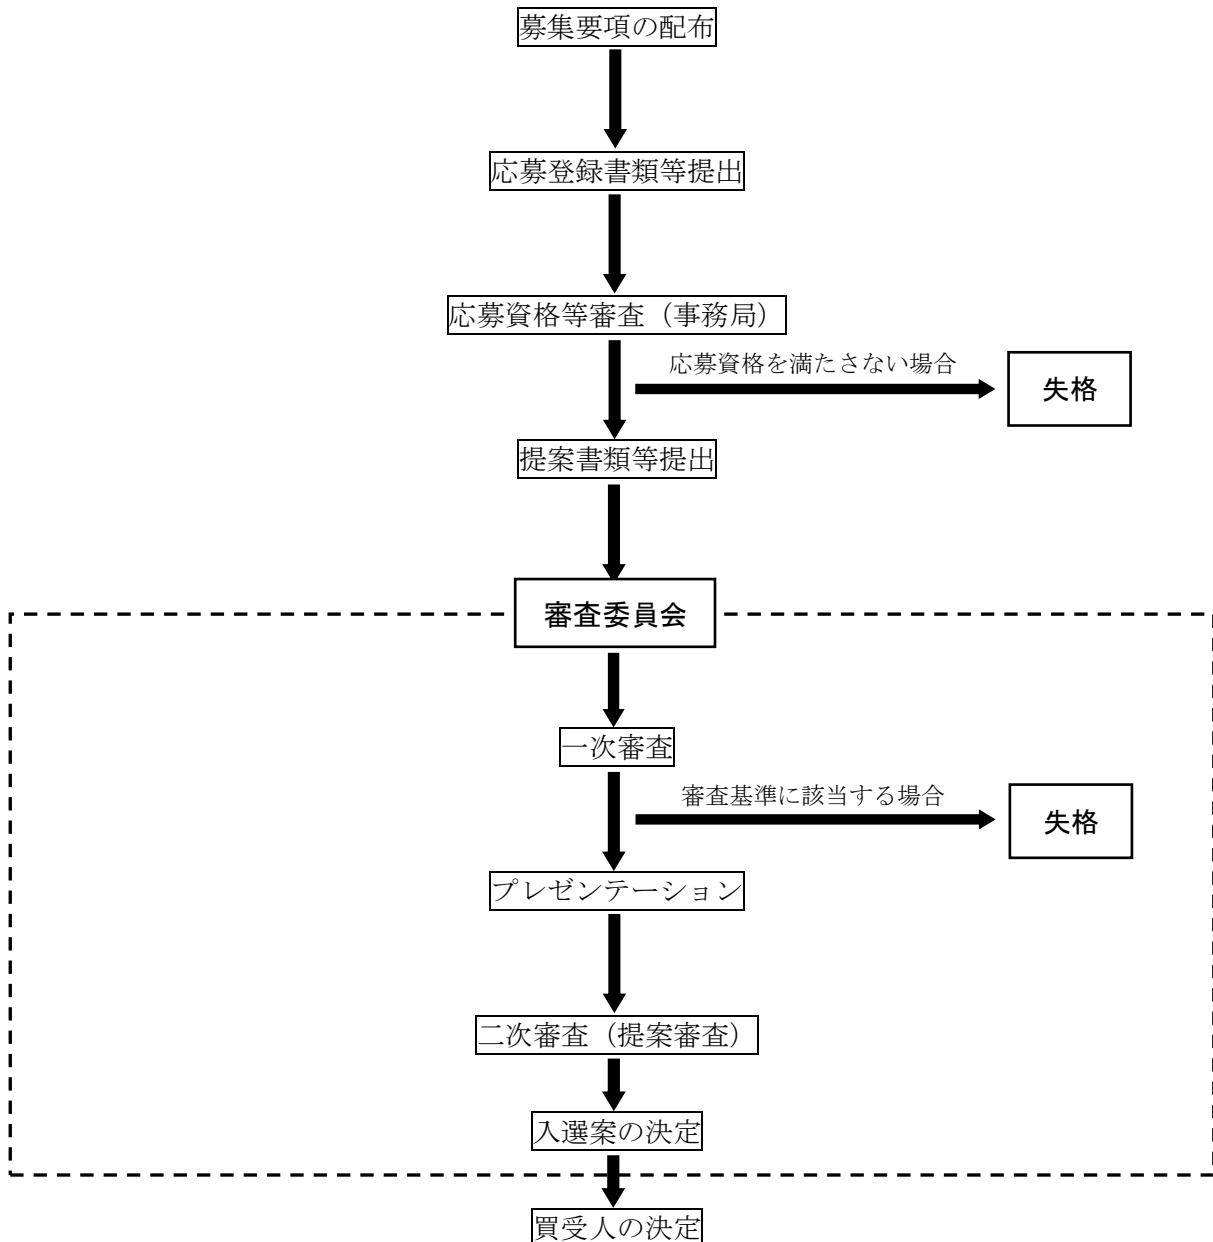 募集要項の配布
応募登録書類等提出
応募資格等審査（事務局）
応募資格を満たさない場合
失格
提案書類等提出
審査委員会
一次審査
審査基準に該当する場合
失格
プレゼンテーション
二次審査（提案審査）
入選案の決定
買受人の決定